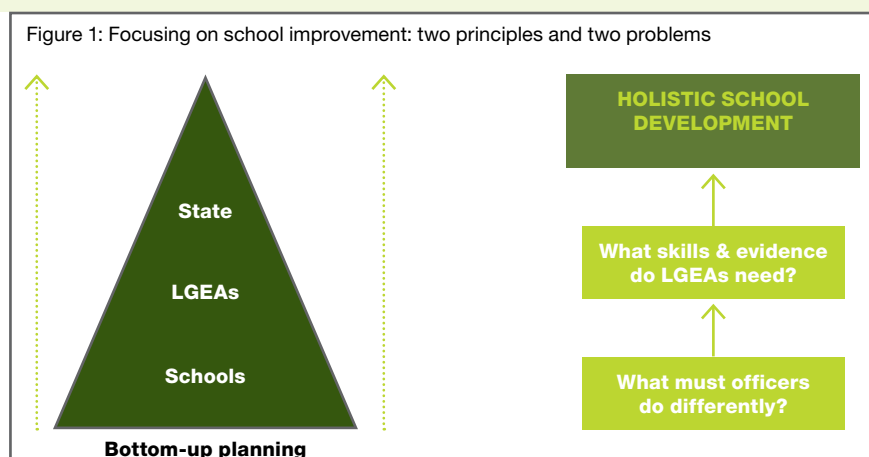 Figure 1: Focusing on school improvement: two principles and two problems
State
LGEAs
Schools
Bottom-up planning
HOLISTIC SCHOOL
DEVELOPMENT
What skills & evidence
do LGEAs need?
What must officers
do differently?